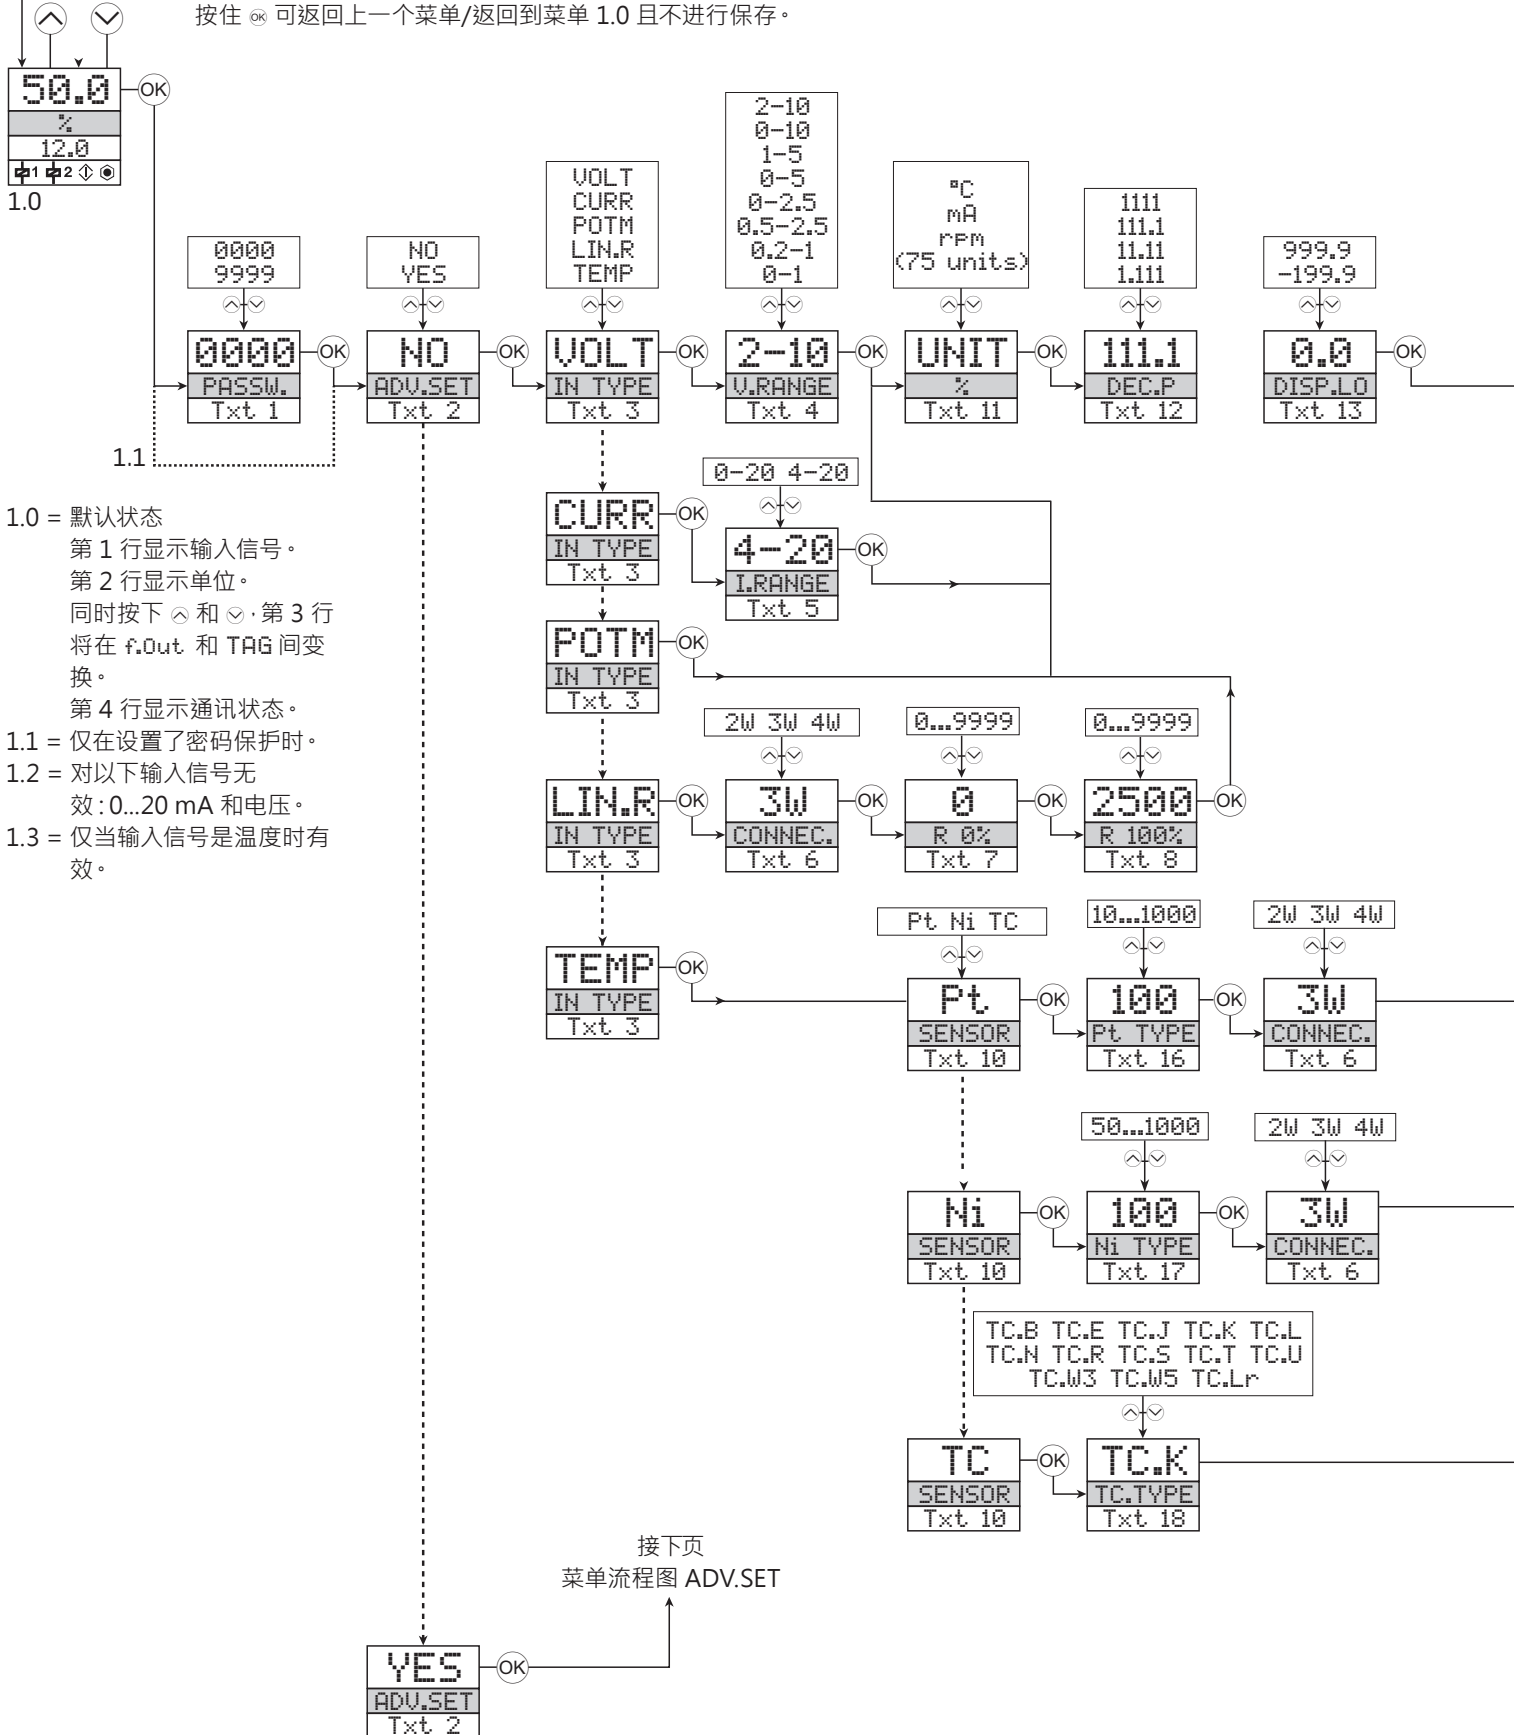 按住 OK 可返回上一个菜单/返回到菜单 1.0 且不进行保存。
50.0
%
12.0
1 2
1.0
OK
0000
9999
0000
PASSW.
Txt 1
OK
1.1
NO
YES
NO
ADV.SET
Txt 2
OK
VOLT
CURR
POTM
LIN.R
TEMP
VOLT
IN TYPE
Txt 3
OK
2-10
0-10
1-5
0-5
0-2.5
0.5-2.5
0.2-1
0-1
2-10
V.RANGE
Txt 4
OK
°C
mA
rpm
(75 units)
UNIT
%
Txt 11
OK
1111
111.1
11.11
1.111
111.1
DEC.P
Txt 12
999.9
-199.9
0.0
DISP.LO
Txt 13
OK
1.0 = 默认状态
第 1 行显示输入信号。
第 2 行显示单位。
同时按下 和 ,第 3 行
将在 f.Out 和 TAG 间变
换。
第 4 行显示通讯状态。
1.1 = 仅在设置了密码保护时。
1.2 = 对以下输入信号无
效:0...20 mA 和电压。
1.3 = 仅当输入信号是温度时有
效。
CURR
IN TYPE
Txt 3
OK
0-20 4-20
4-20
I.RANGE
Txt 5
OK
POTM
IN TYPE
Txt 3
OK
LIN.R
IN TYPE
Txt 3
OK
2W 3W 4W
3W
CONNEC.
Txt 6
OK
0...9999
0
R 0%
Txt 7
OK
0...9999
2500
R 100%
Txt 8
OK
TEMP
IN TYPE
Txt 3
OK
Pt Ni TC
Pt
SENSOR
Txt 10
OK
10...1000
100
Pt TYPE
Txt 16
OK
2W 3W 4W
3W
CONNEC.
Txt 6
Ni
SENSOR
Txt 10
OK
50...1000
100
Ni TYPE
Txt 17
OK
2W 3W 4W
3W
CONNEC.
Txt 6
TC.B TC.E TC.J TC.K TC.L
TC.N TC.R TC.S TC.T TC.U
TC.W3 TC.W5 TC.Lr
TC
SENSOR
Txt 10
OK
TC.K
TC.TYPE
Txt 18
接下页
菜单流程图 ADV.SET
YES
ADV.SET
Txt 2
OK